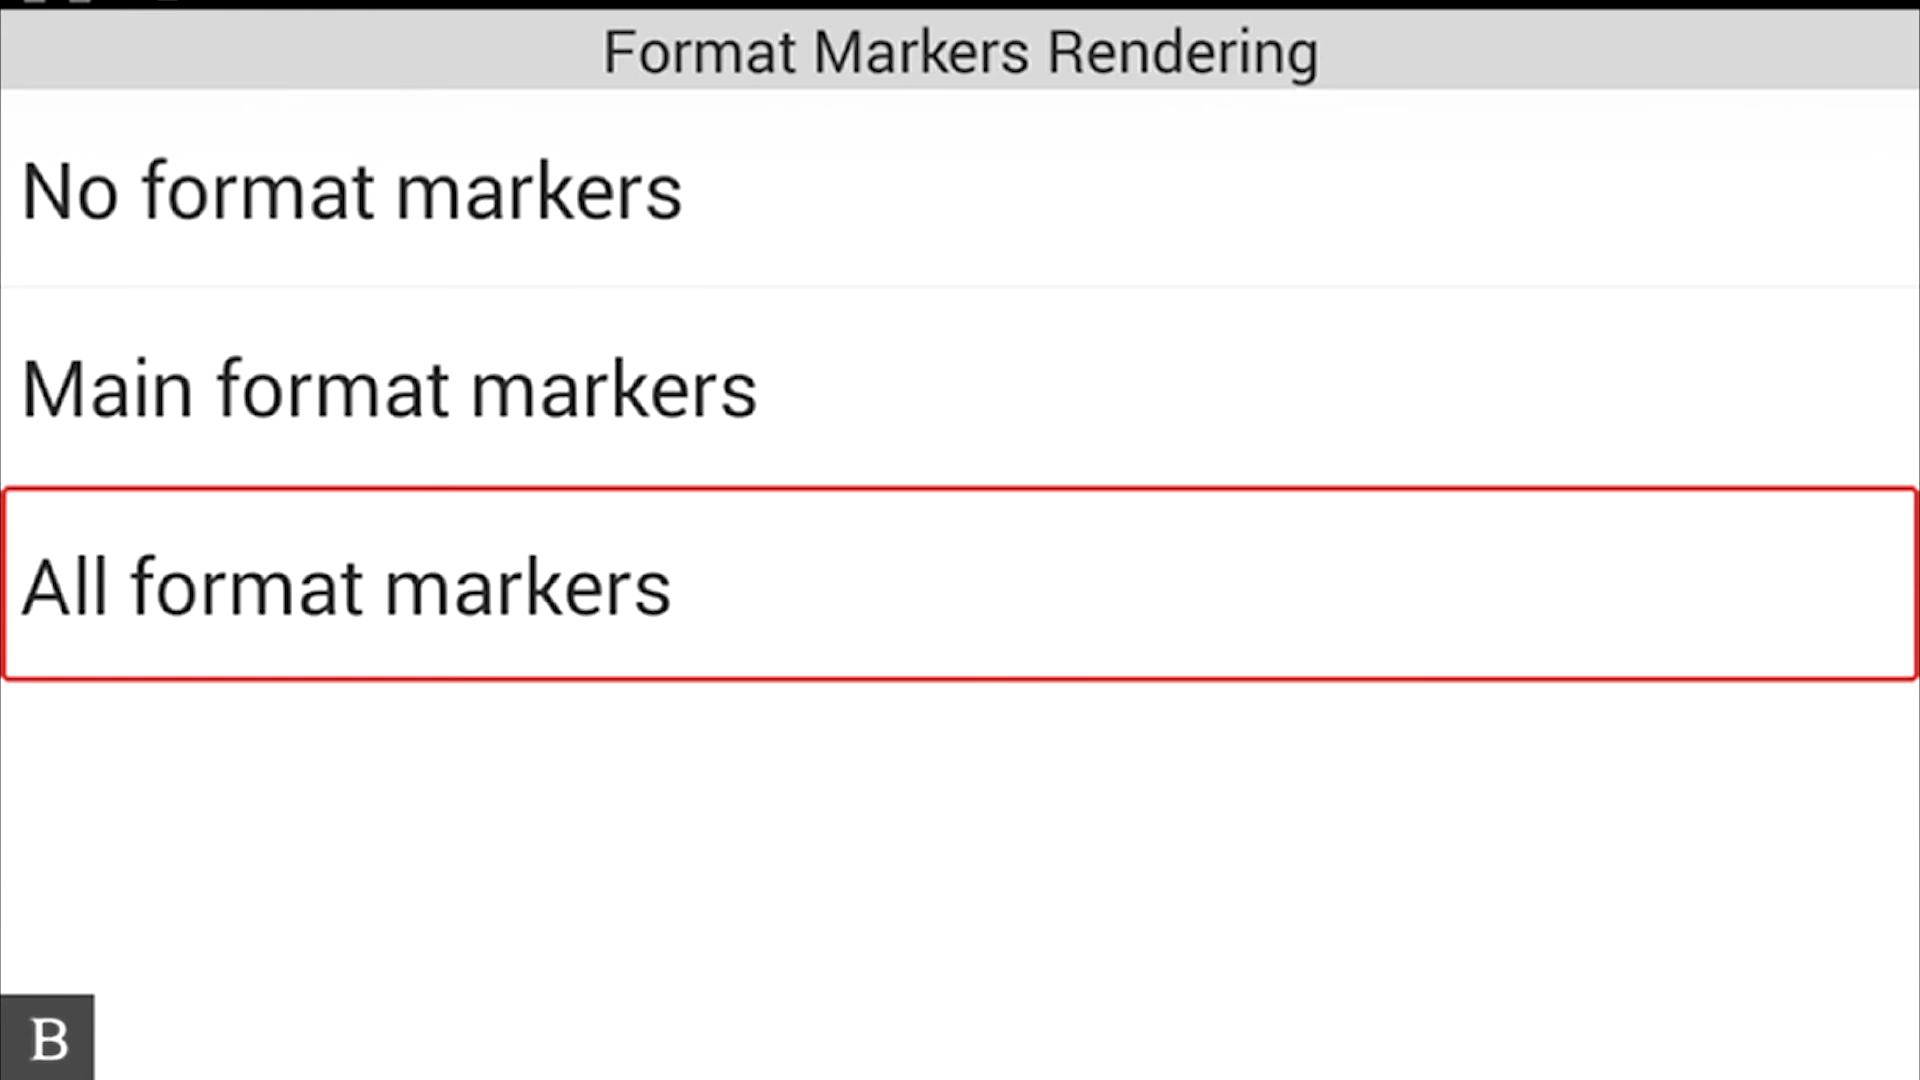 Format Markers Rendering
No format markers
Main format markers
All format markers
B